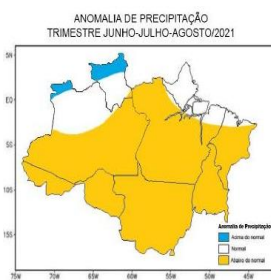 ANOMALIA DE PRECIPITAÇÃO
TRIMESTRE JUNHO-JULHO-AGOSTO/2021
5N
EQ
5S
10S
15S
Anomalia de Precipitação
Acima do normal
Normal
Abaixo do normal
75W 70W 65W 60W 55W 50W 45W